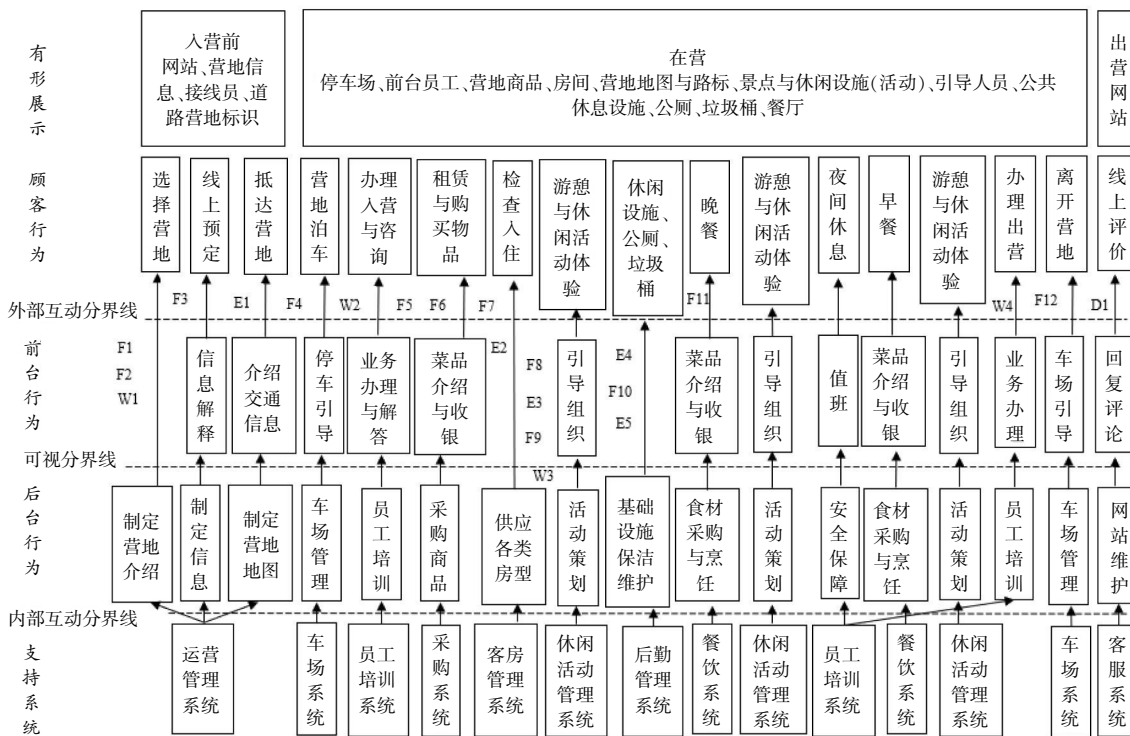 有形展示
入营前
网站、营地信
息、接线员、道
路营地标识
在营
停车场、前台员工、营地商品、房间、营地地图与路标、景点与休闲设施(活动)、引导人员、公共
休息设施、公厕、垃圾桶、餐厅
出营网站
顾客行为
选择营地
线上预定
抵达营地
营地泊车
办理
入营
与咨
询
租赁
与购
买物
品
检查入住
游憩
与休
闲活
动体
验
休闲
设施、
公厕、
垃圾
桶
晚餐
游憩
与休
闲活
动体
验
夜间休息
早餐
游憩
与休
闲活
动体
验
办理出营
离开营地
线上评价
F3
E1
F4
W2
F5
F6
F7
F11
W4
F12
D1
外部互动分界线
前台行为
F1
F2
W1
信息解释
介绍
交通
信息
停车引导
业务
办理
与解
答
菜品
介绍
与收
银
E2
F8
E3
F9
引导组织
E4
F10
E5
菜品
介绍
与收
银
引导组织
值班
菜品
介绍
与收
银
引导组织
业务办理
车场引导
回复评论
可视分界线
W3
后台行为
制定
营地
介绍
制定信息
制定
营地
地图
车场管理
员工培训
采购商品
供应
各类
房型
活动策划
基础
设施
保洁
维护
食材
采购
与烹
饪
活动策划
安全保障
食材
采购
与烹
饪
活动策划
员工培训
车场管理
网站维护
内部互动分界线
支持系统
运营
管理
系统
车场系统
员工
培训
系统
采购系统
客房
管理
系统
休闲
活动
管理
系统
后勤
管理
系统
餐饮系统
休闲
活动
管理
系统
员工
培训
系统
餐饮系统
休闲
活动
管理
系统
车场系统
客服系统